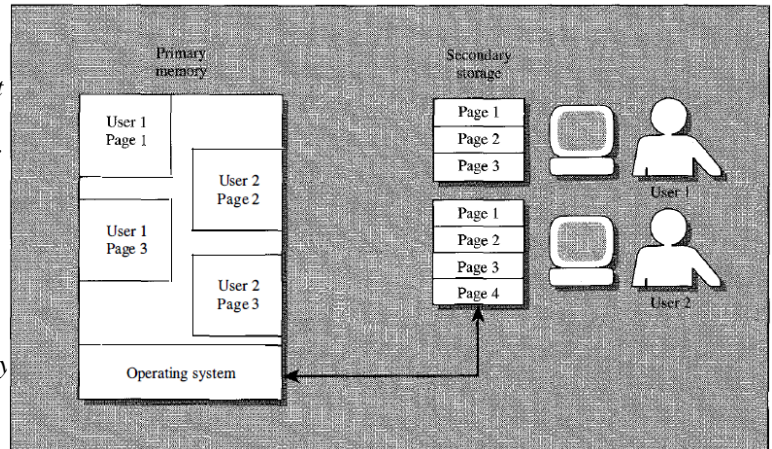 Primary
memory
User 1
Page 1
User 2
Page 2
User 1
Page 3
User 2
Page 3
Operating system
Secondary
storage
Page 1
Page 2
Page 3
User 1
Page 1
Page 2
Page 3
Page 4
User 2